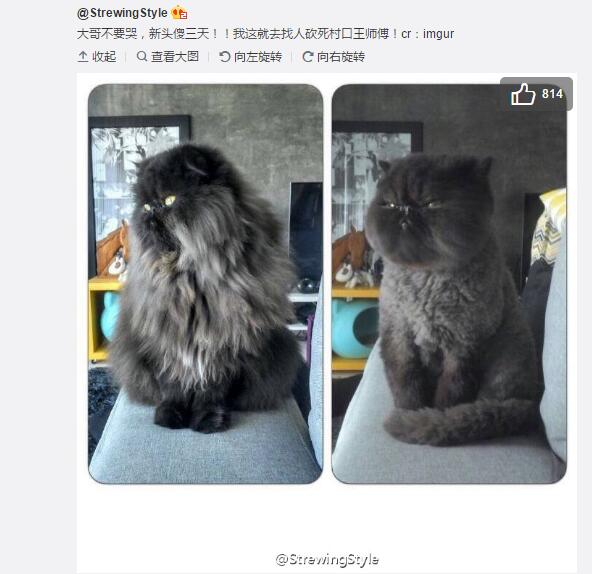 @StrewingStyle
大哥不要哭，新头傻三天！！我这就去找人砍死村口王师傅！cr：imgur
收起 查看大图 向左旋转 向右旋转
814
@StrewingStyle